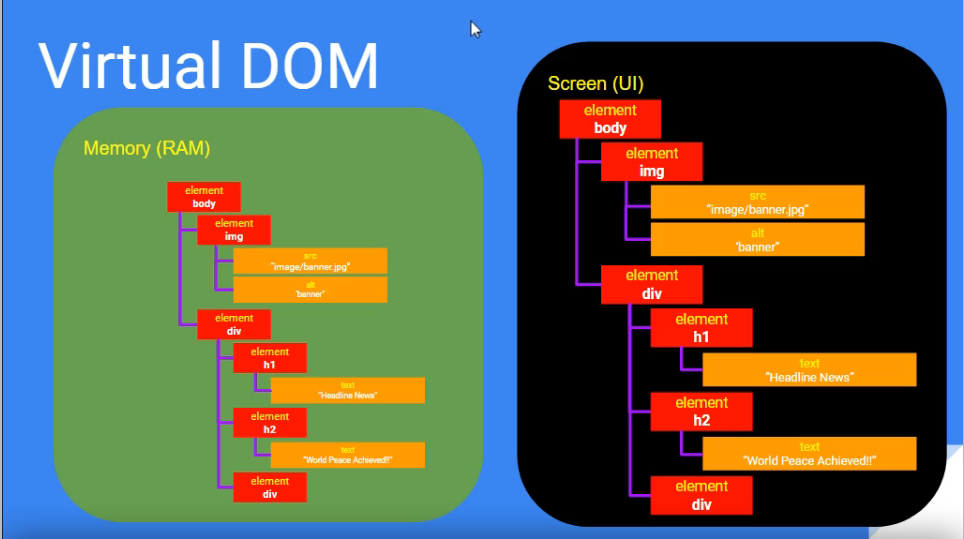 Virtual DOM
Memory (RAM)
element
body
element
img
src
"image/banner.jpg"
alt
"banner"
element
div
element
h1
text
"Headline News"
element
h2
text
"World Peace Achieved!!"
element
div
Screen (UI)
element
body
element
img
src
"image/banner.jpg"
alt
'banner"
element
div
element
h1
text
"Headline News"
element
h2
text
"World Peace Achieved!!"
element
div